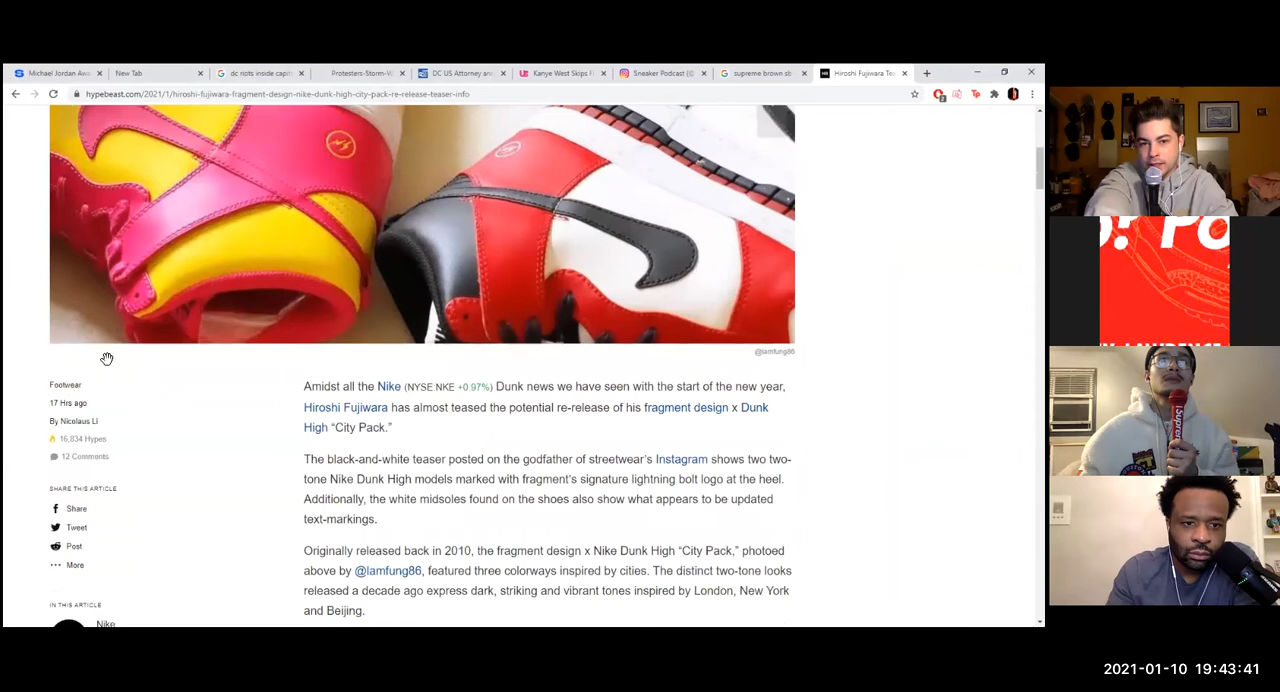 Michael Jordan Awa
New Tab
dc riots inside capit
Protesters-Storm-W
DC US Attorney ann
Kanye West Skips F
Sneaker Podcast (@
supreme brown sb
Hiroshi Fujiwara Tea
hypebeast.com/2021/1/hiroshi-fujiwara-fragment-design-nike-dunk-high-city-pack-re-release-teaser-info
@lamfung86
Footwear
17 Hrs ago
By Nicolaus Li
16,834 Hypes
12 Comments
SHARE THIS ARTICLE
Share
Tweet
Post
More
IN THIS ARTICLE
Nike
Amidst all the Nike (NYSE:NKE +0.97%) Dunk news we have seen with the start of the new year,
Hiroshi Fujiwara has almost teased the potential re-release of his fragment design x Dunk
High “City Pack.”
The black-and-white teaser posted on the godfather of streetwear’s Instagram shows two two-
tone Nike Dunk High models marked with fragment’s signature lightning bolt logo at the heel.
Additionally, the white midsoles found on the shoes also show what appears to be updated
text-markings.
Originally released back in 2010, the fragment design x Nike Dunk High “City Pack,” photoed
above by @lamfung86, featured three colorways inspired by cities. The distinct two-tone looks
released a decade ago express dark, striking and vibrant tones inspired by London, New York
and Beijing.
Supreme
2021-01-10 19:43:41